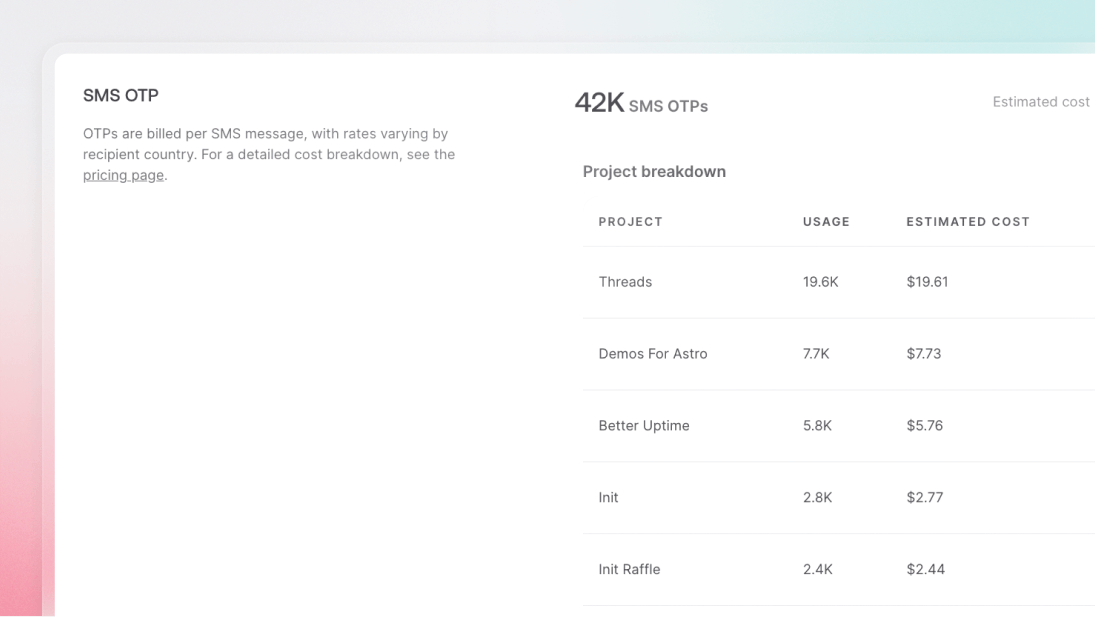 SMS OTP
OTPs are billed per SMS message, with rates varying by
recipient country. For a detailed cost breakdown, see the
pricing page.
42K SMS OTPs
Estimated cost
Project breakdown
PROJECT USAGE ESTIMATED COST
Threads 19.6K $19.61
Demos For Astro 7.7K $7.73
Better Uptime 5.8K $5.76
Init 2.8K $2.77
Init Raffle 2.4K $2.44